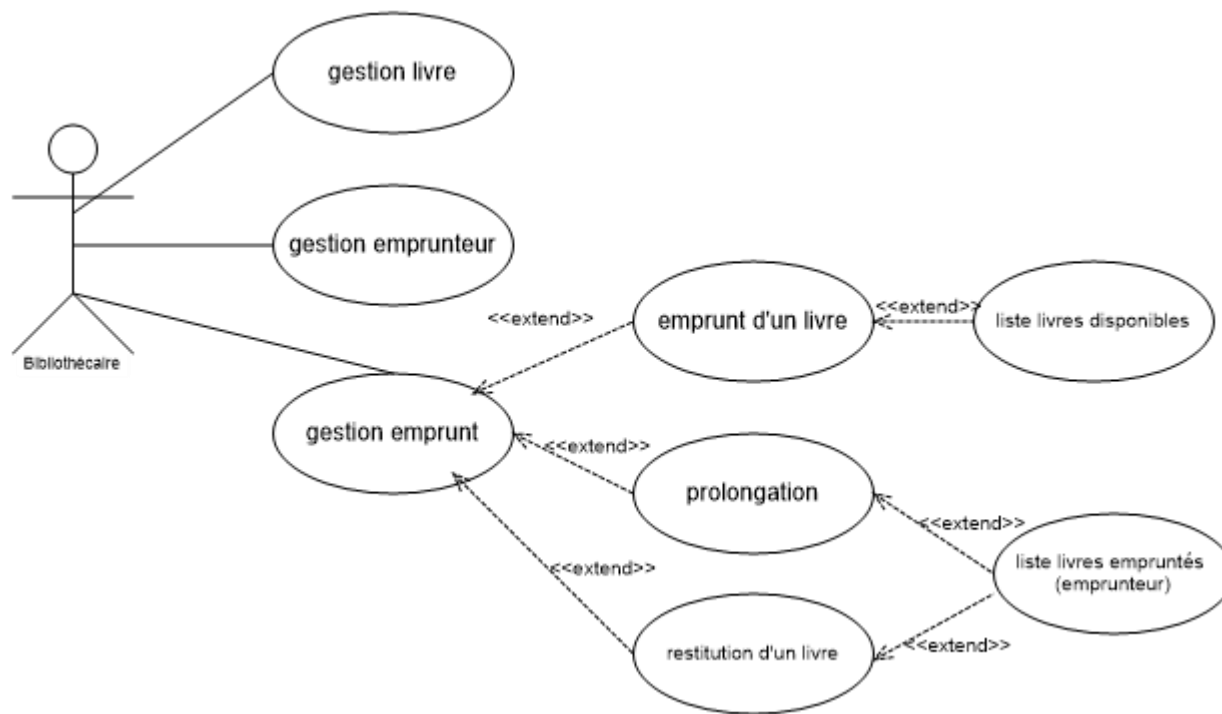 gestion livre
gestion emprunteur
Bibliothécaire
<<extend>>
emprunt d'un livre
<<extend>>
liste livres disponibles
gestion emprunt
<<extend>>
prolongation
<<extend>>
liste livres empruntés
(emprunteur)
<<extend>>
restitution d'un livre
<<extend>>